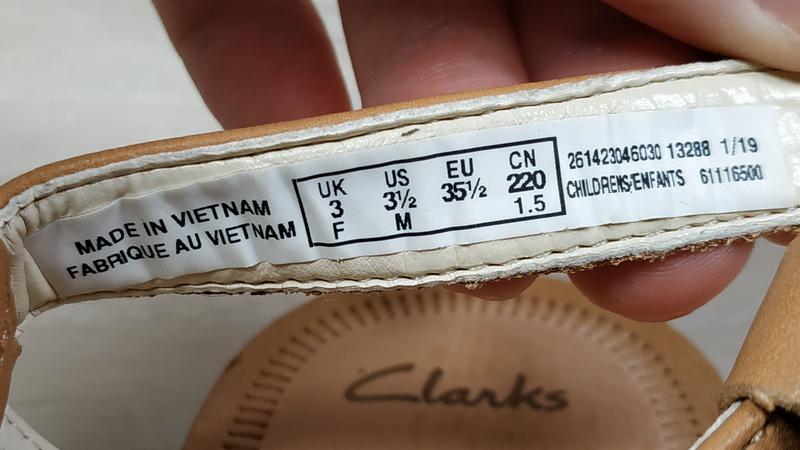 MADE IN VIETNAM
FABRIQUE AU VIETNAM
UK US EU CN
3 3½ 35½ 220
F M 1.5
261423046030 13288 1/19
CHILDRENS/ENFANTS 61116500
Clarks